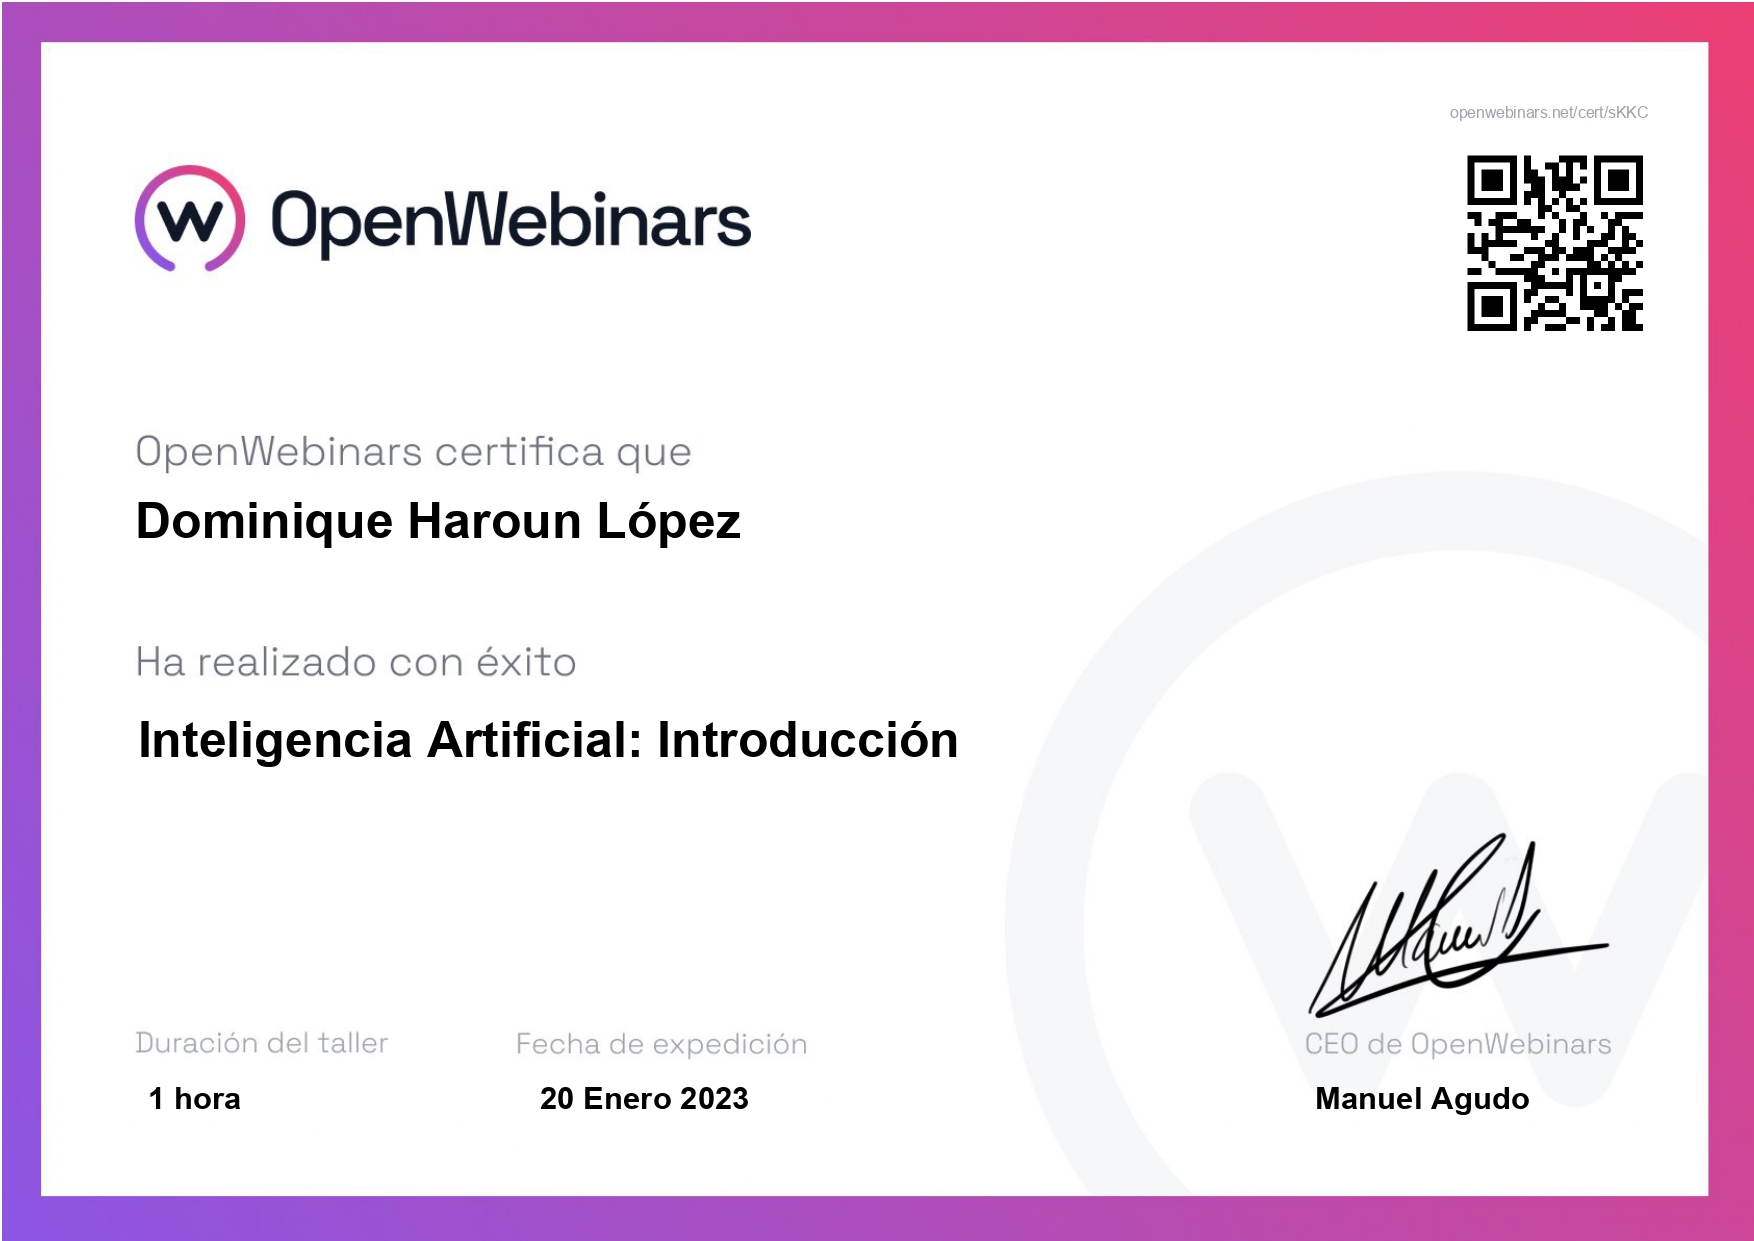 openwebinars.net/cert/sKKC
OpenWebinars
OpenWebinars certifica que
Dominique Haroun López
Ha realizado con éxito
Inteligencia Artificial: Introducción
Duración del taller
Fecha de expedición
CEO de OpenWebinars
1 hora
20 Enero 2023
Manuel Agudo